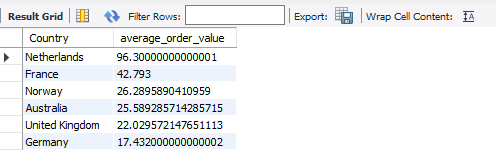 Result Grid Filter Rows: Export: Wrap Cell Content:
Country average_order_value
Netherlands 96.30000000000001
France 42.793
Norway 26.2895890410959
Australia 25.589285714285715
United Kingdom 22.029572147651113
Germany 17.432000000000002